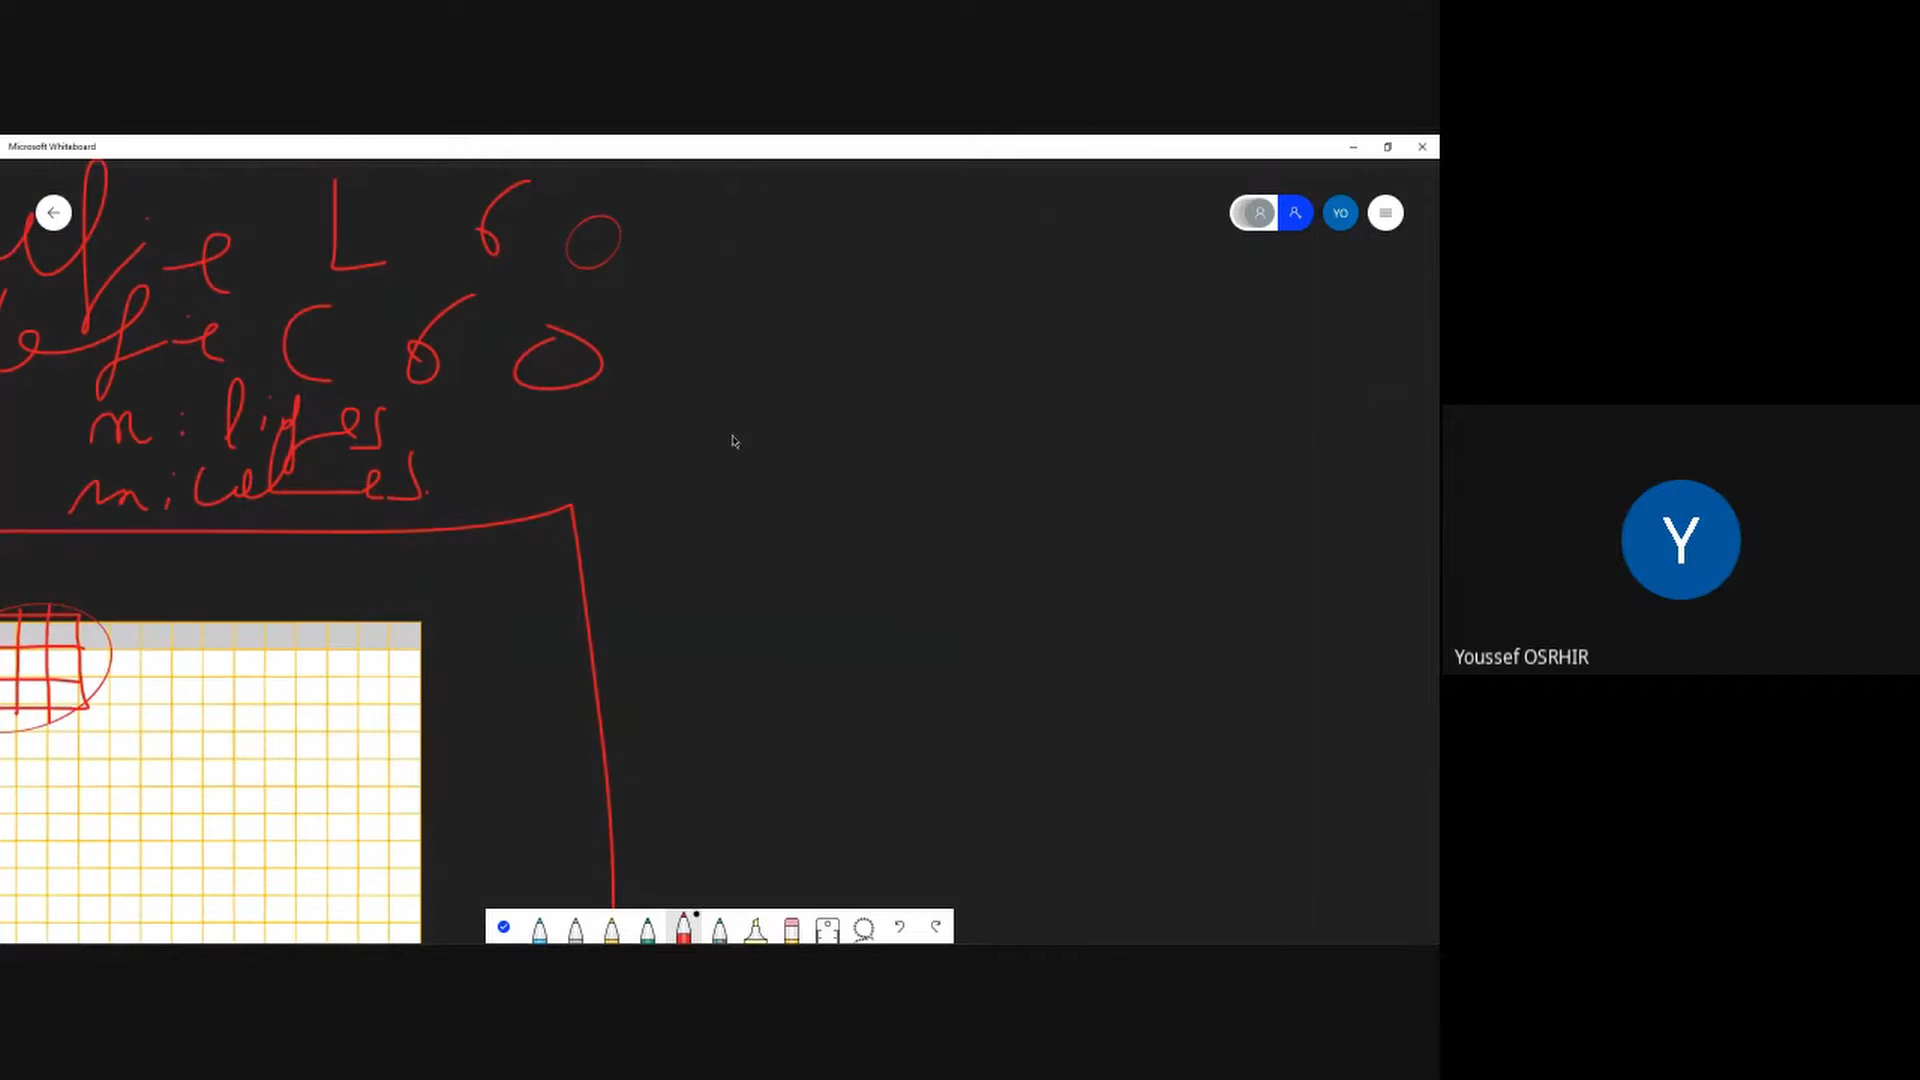 Microsoft Whiteboard
YO
L 60
C 60
n : lignes
m : colonnes
Y
Youssef OSRHIR